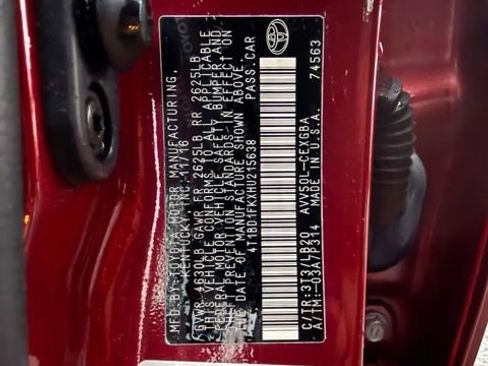 MFD. BY: TOYOTA MOTOR MANUFACTURING,
KENTUCKY, INC. 11/16
GVWR 4630LB GAWR FR 2625LB RR 2625LB
THIS VEHICLE CONFORMS TO ALL APPLICABLE
FEDERAL MOTOR VEHICLE SAFETY, BUMPER, AND
THEFT PREVENTION STANDARDS IN EFFECT ON
THE DATE OF MANUFACTURE SHOWN ABOVE.
4T1BD1FKXHU215638 PASS. CAR
C/TR: 3T3/LB20 AVV50L-CEXGBA
A/TM: -03A7P314 MADE IN U.S.A. 74563